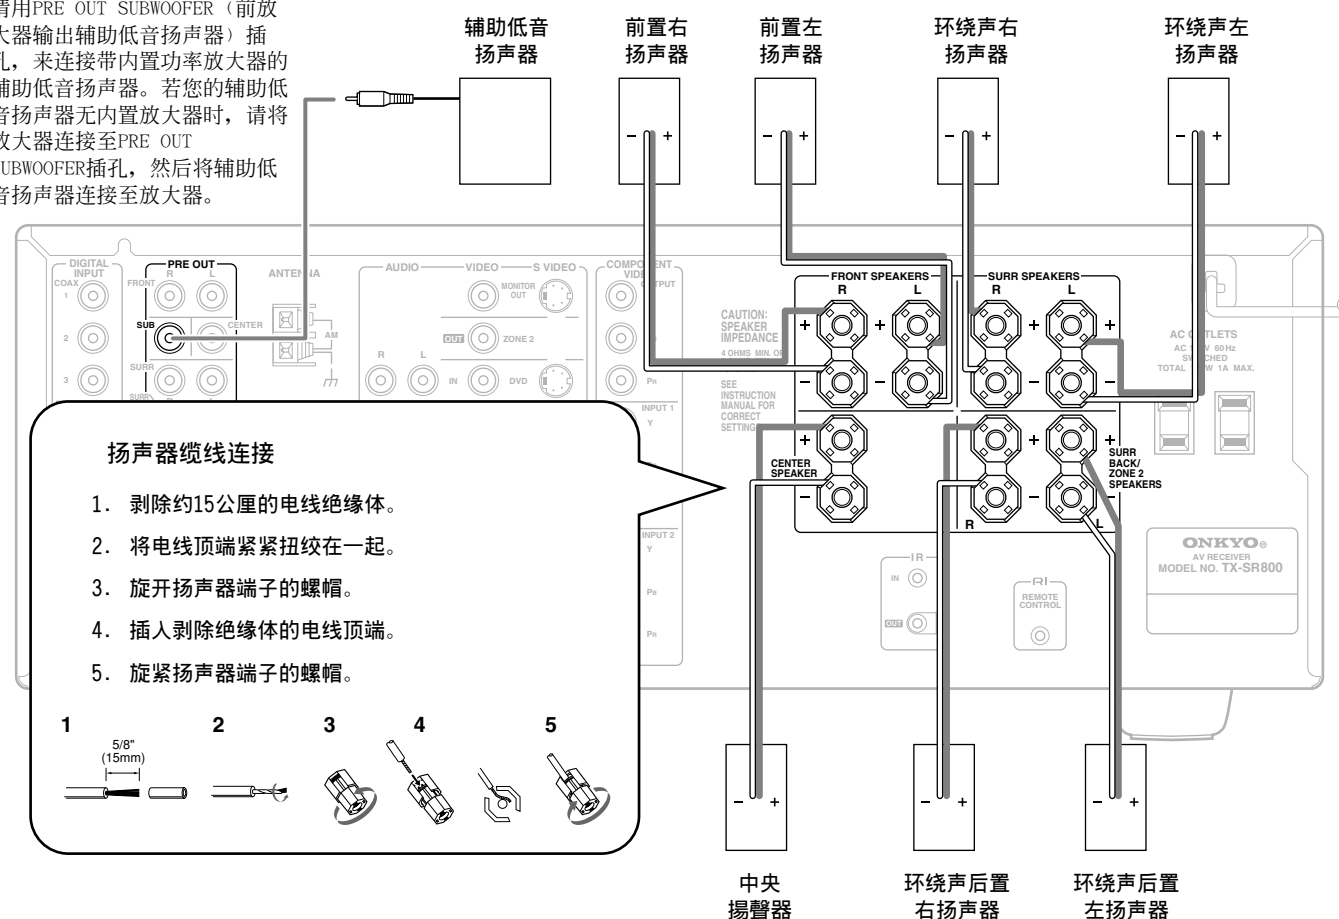 请用PRE OUT SUBWOOFER（前放
大器输出辅助低音扬声器）插
孔，来连接带内置功率放大器的
辅助低音扬声器。若您的辅助低
音扬声器无内置放大器时，请将
放大器连接至PRE OUT
SUBWOOFER插孔，然后将辅助低
音扬声器连接至放大器。
辅助低音
扬声器
前置右
扬声器
前置左
扬声器
环绕声右
扬声器
环绕声左
扬声器
- +
- +
- +
- +
DIGITAL
INPUT
COAX
1
2
3
PRE OUT
R L
FRONT
SUB
CENTER
SURR
ANTENNA
AM
AUDIO
R L
IN
VIDEO
S VIDEO
MONITOR
OUT
OUT
ZONE 2
DVD
COMPONENT
VIDEO
OUTPUT
PR
INPUT 1
Y
INPUT 2
Y
PB
PR
CAUTION:
SPEAKER
IMPEDANCE
4 OHMS MIN. OR
SEE
INSTRUCTION
MANUAL FOR
CORRECT
SETTING
FRONT SPEAKERS
R L
SURR SPEAKERS
R L
+ + + +
- - - -
CENTER
SPEAKER
+ + +
- - -
SURR
BACK/
ZONE 2
SPEAKERS
R L
AC OUTLETS
60Hz
SWITCHED
TOTAL 1A MAX.
IR
IN
OUT
RI
REMOTE
CONTROL
ONKYO®
AV RECEIVER
MODEL NO. TX-SR800
扬声器缆线连接
1. 剥除约15公厘的电线绝缘体。
2. 将电线顶端紧紧扭绞在一起。
3. 旋开扬声器端子的螺帽。
4. 插入剥除绝缘体的电线顶端。
5. 旋紧扬声器端子的螺帽。
1 2 3 4 5
5/8"
(15mm)
- +
- +
- +
中央
揚聲器
环绕声后置
右扬声器
环绕声后置
左扬声器